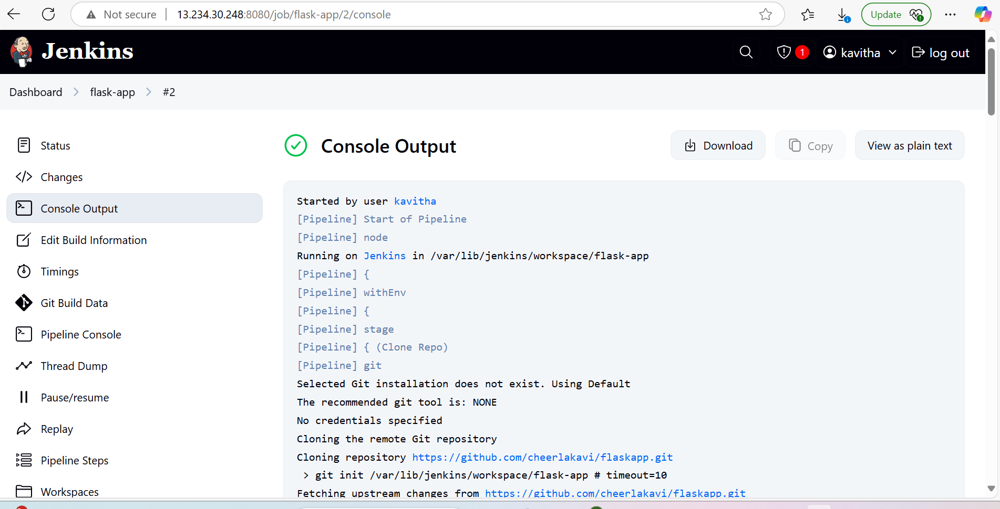 Not secure 13.234.30.248:8080/job/flask-app/2/console Update
Jenkins 1 kavitha log out
Dashboard flask-app #2
Status
Changes
Console Output
Edit Build Information
Timings
Git Build Data
Pipeline Console
Thread Dump
Pause/resume
Replay
Pipeline Steps
Workspaces
Console Output Download Copy View as plain text
Started by user kavitha
[Pipeline] Start of Pipeline
[Pipeline] node
Running on Jenkins in /var/lib/jenkins/workspace/flask-app
[Pipeline] {
[Pipeline] withEnv
[Pipeline] {
[Pipeline] stage
[Pipeline] { (Clone Repo)
[Pipeline] git
Selected Git installation does not exist. Using Default
The recommended git tool is: NONE
No credentials specified
Cloning the remote Git repository
Cloning repository https://github.com/cheerlakavi/flaskapp.git
> git init /var/lib/jenkins/workspace/flask-app # timeout=10
Fetching upstream changes from https://github.com/cheerlakavi/flaskapp.git